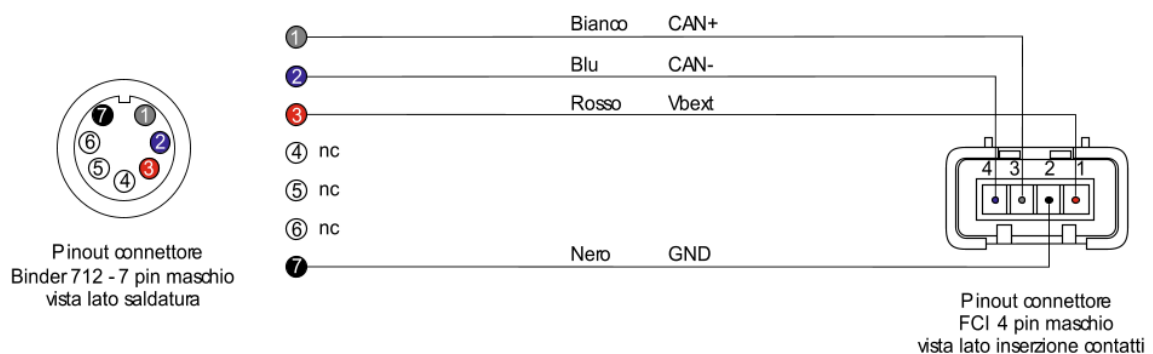 1 Bianco CAN+
2 Blu CAN-
3 Rosso Vbext
4 nc
5 nc
6 nc
7 Nero GND
7 1
6 2
5 3
4
Pinout connettore
Binder 712 - 7 pin maschio
vista lato saldatura
4 3 2 1
Pinout connettore
FCI 4 pin maschio
vista lato inserzione contatti